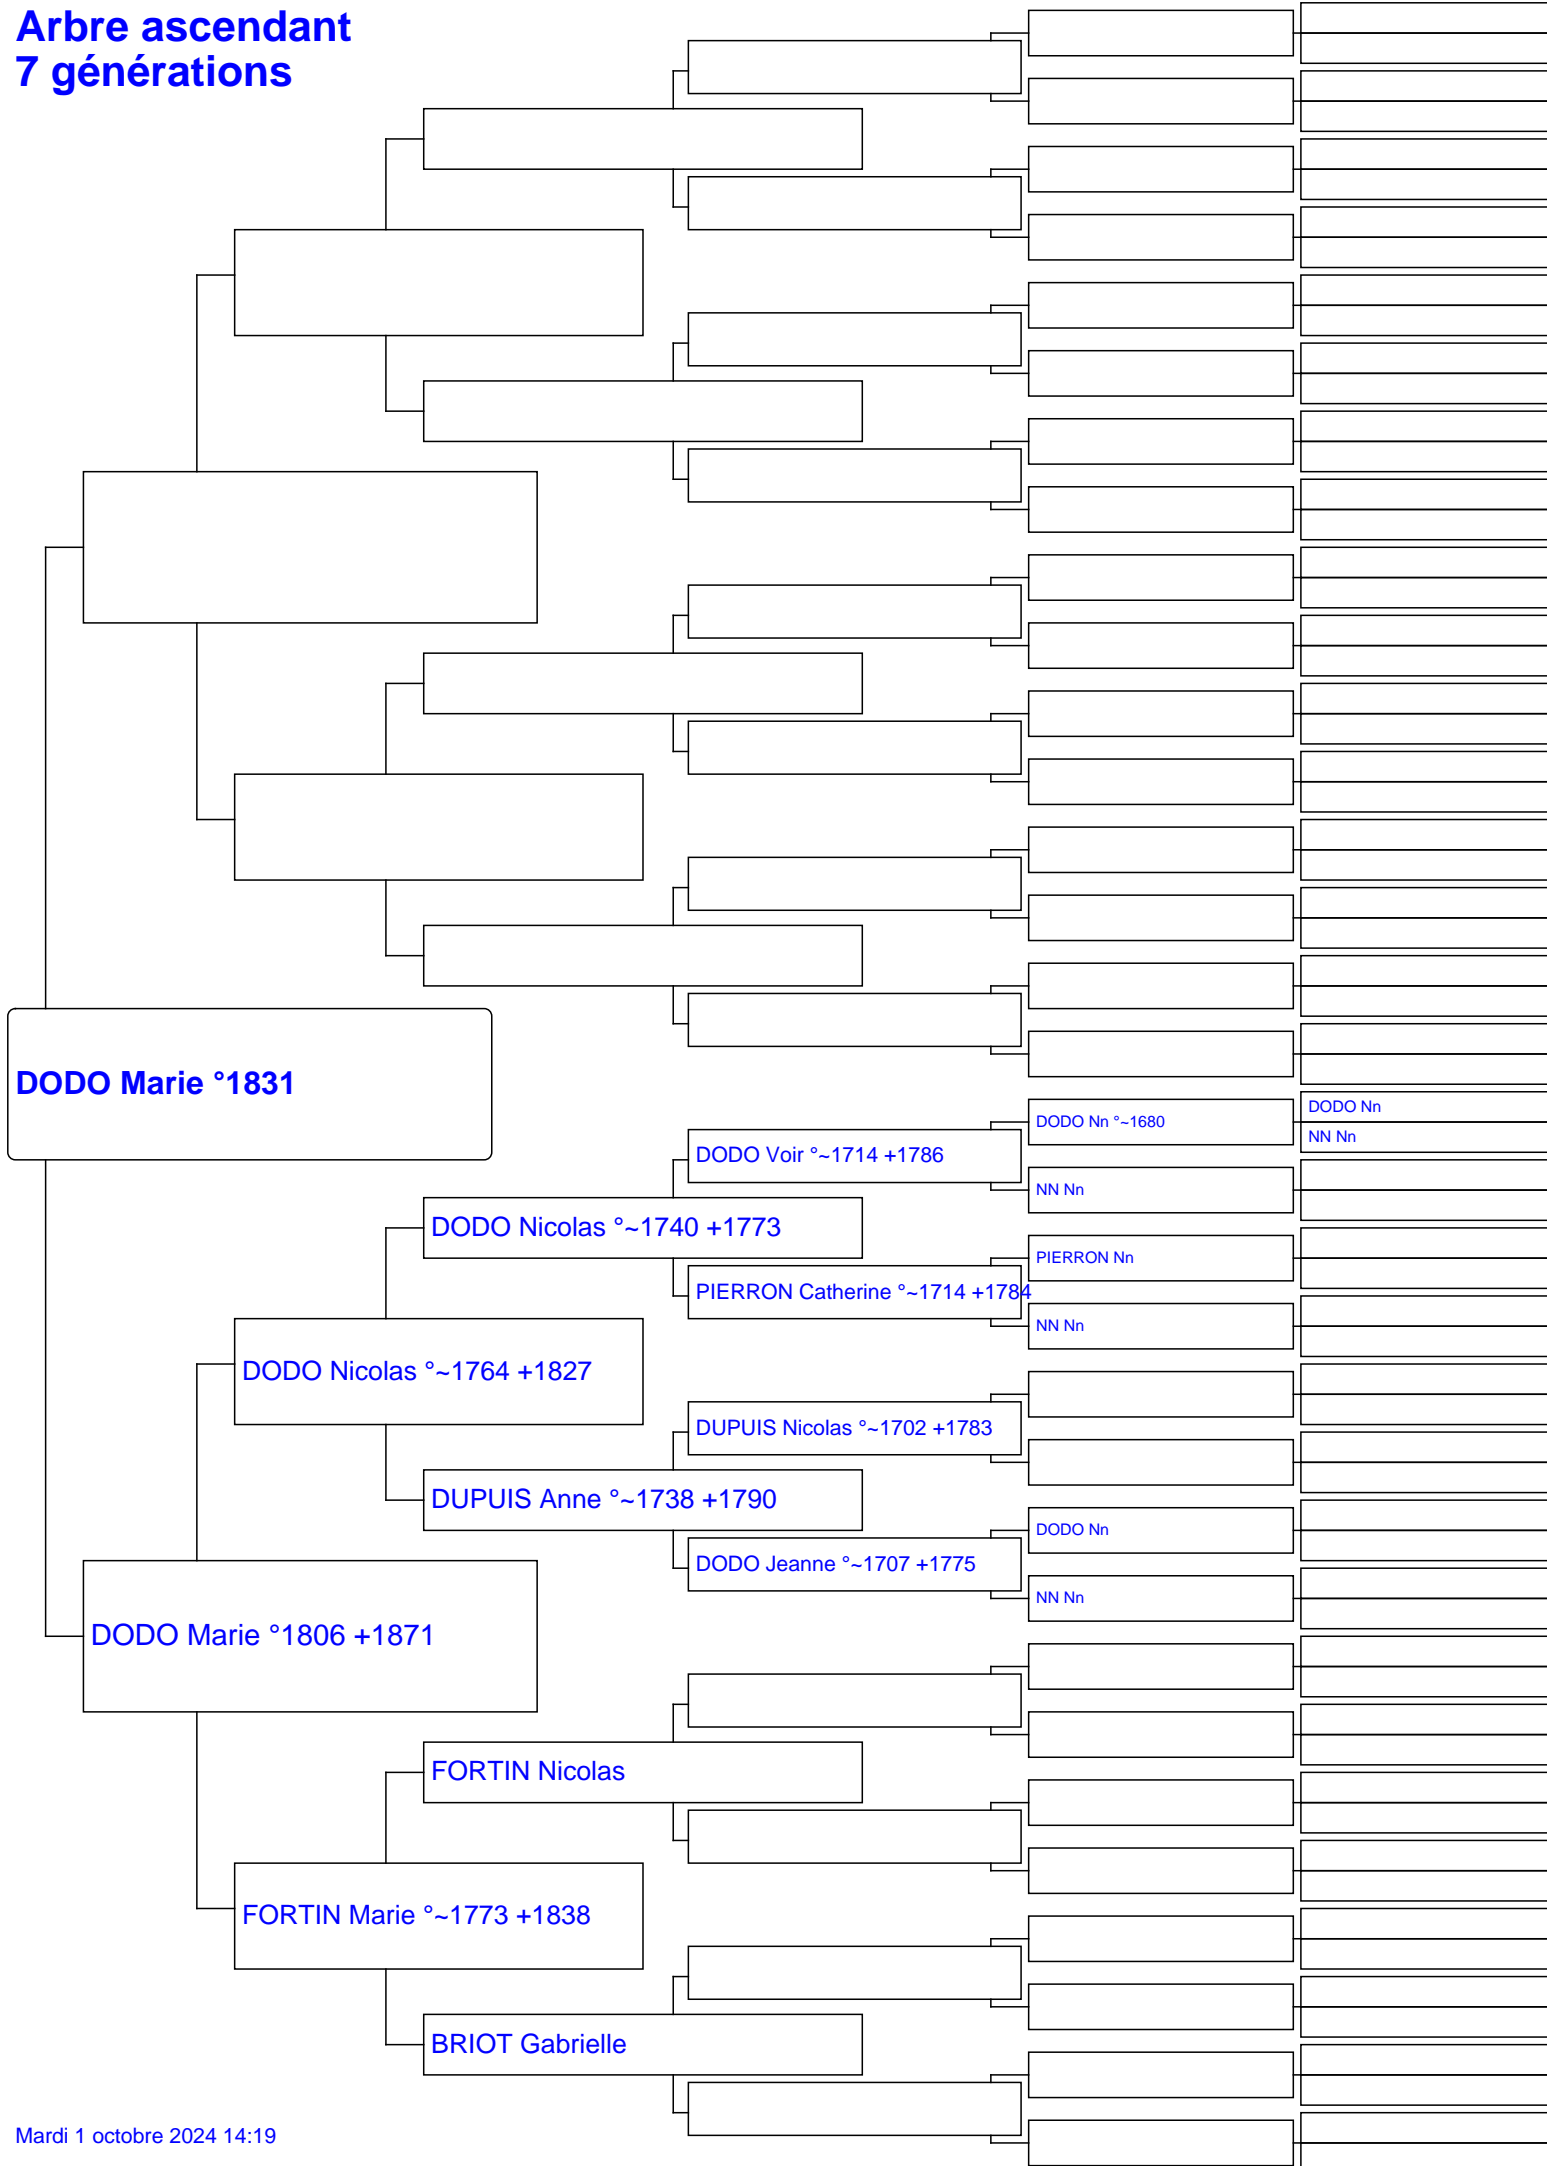 Arbre ascendant
7 générations
DODO Marie °1831
DODO Nn °~1680
DODO Nn
NN Nn
DODO Voir °~1714 +1786
NN Nn
DODO Nicolas °~1740 +1773
PIERRON Nn
PIERRON Catherine °~1714 +1784
NN Nn
DODO Nicolas °~1764 +1827
DUPUIS Nicolas °~1702 +1783
DUPUIS Anne °~1738 +1790
DODO Nn
DODO Jeanne °~1707 +1775
NN Nn
DODO Marie °1806 +1871
FORTIN Nicolas
FORTIN Marie °~1773 +1838
BRIOT Gabrielle
Mardi 1 octobre 2024 14:19